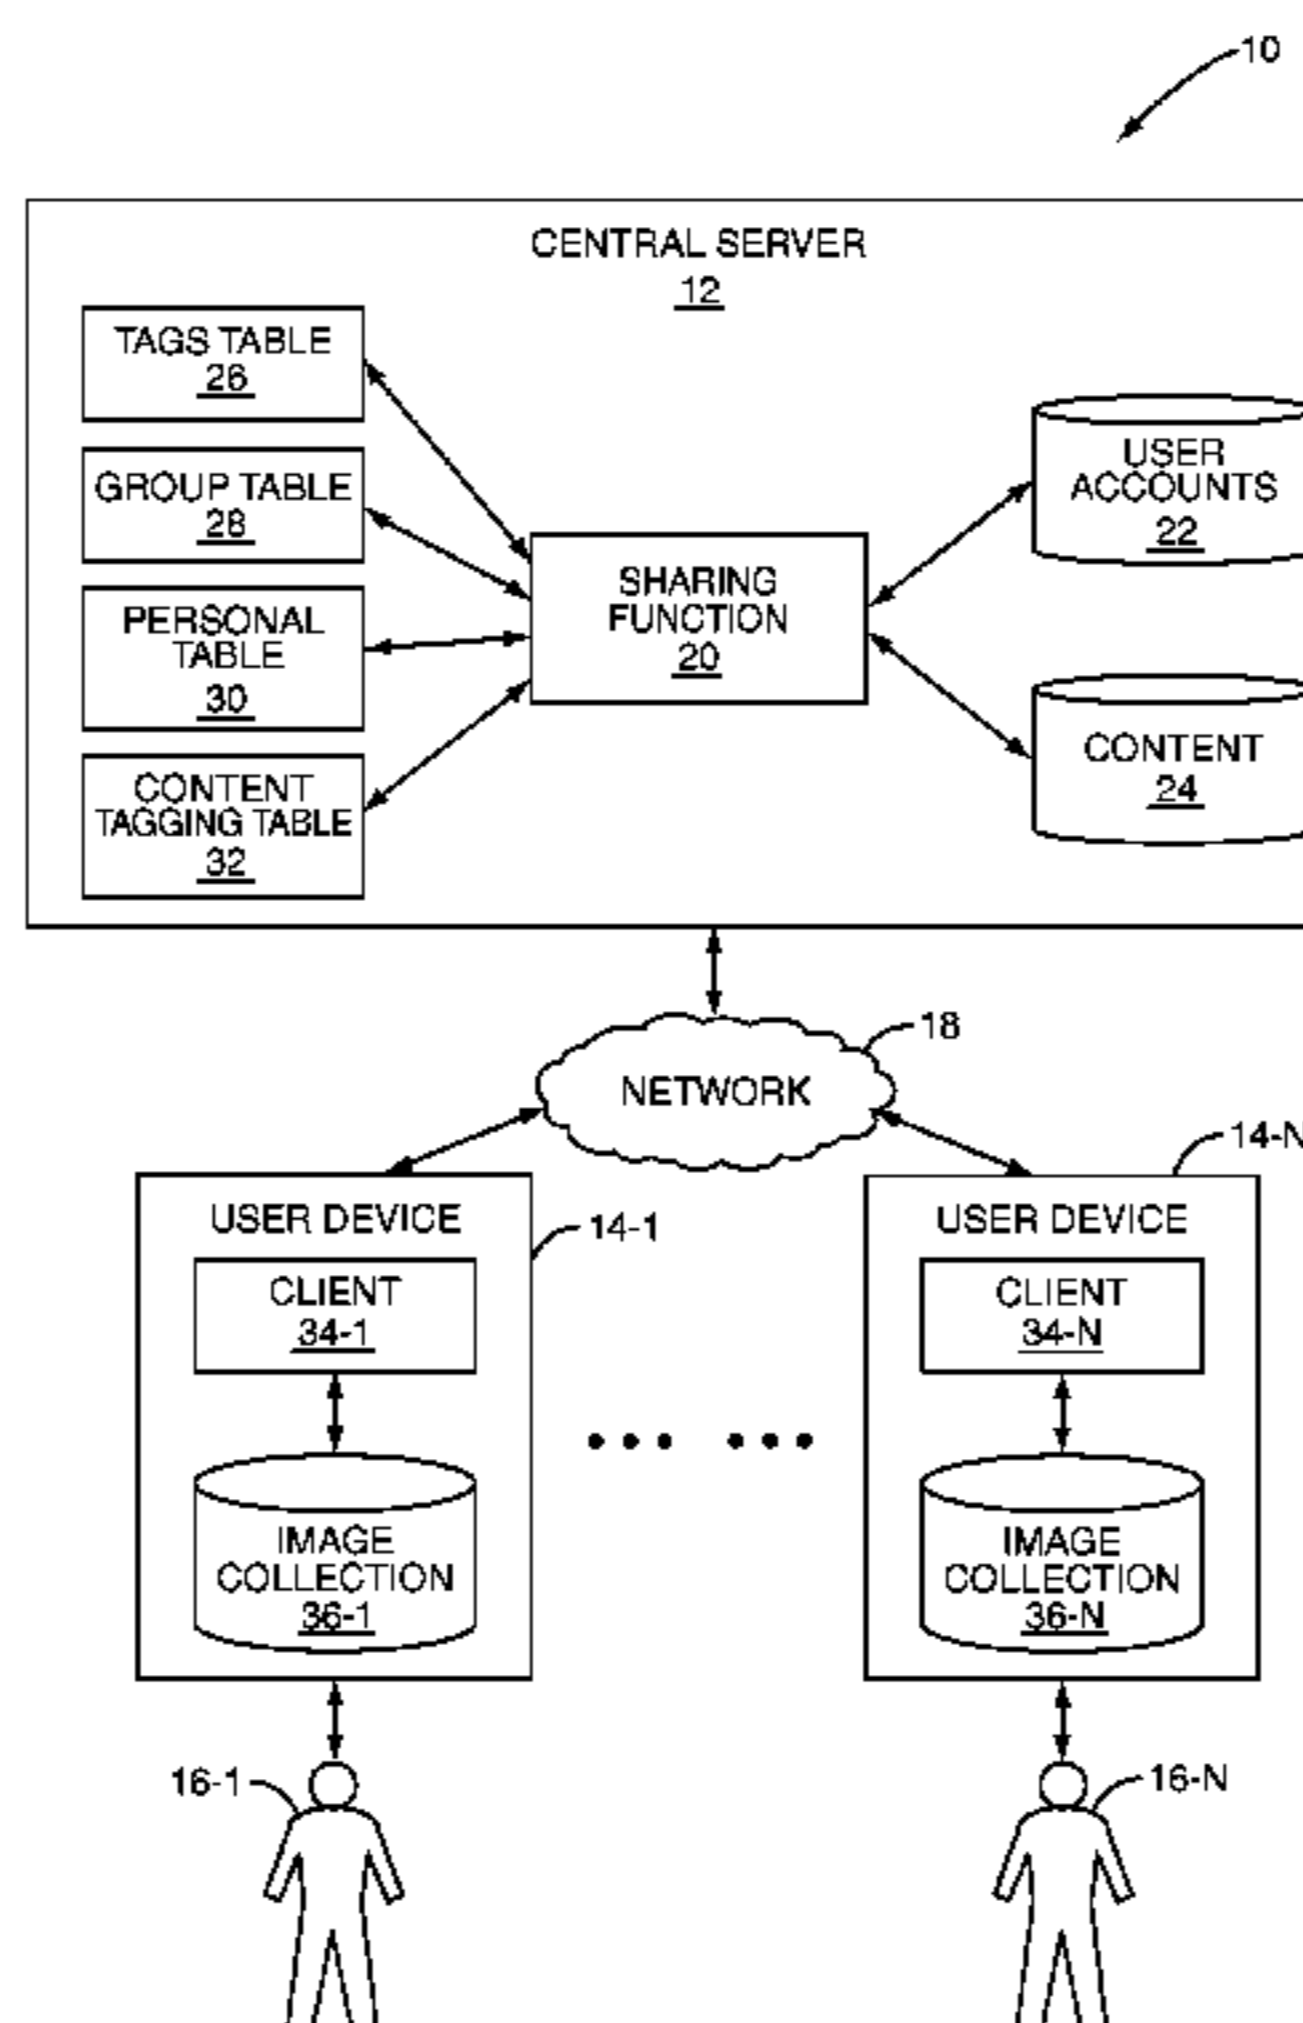 10
CENTRAL SERVER
12
TAGS TABLE
26
GROUP TABLE
28
PERSONAL
TABLE
30
CONTENT
TAGGING TABLE
32
SHARING
FUNCTION
20
USER
ACCOUNTS
22
CONTENT
24
18
NETWORK
14-N
USER DEVICE
14-1
CLIENT
34-1
IMAGE
COLLECTION
36-1
USER DEVICE
CLIENT
34-N
IMAGE
COLLECTION
36-N
16-1
16-N